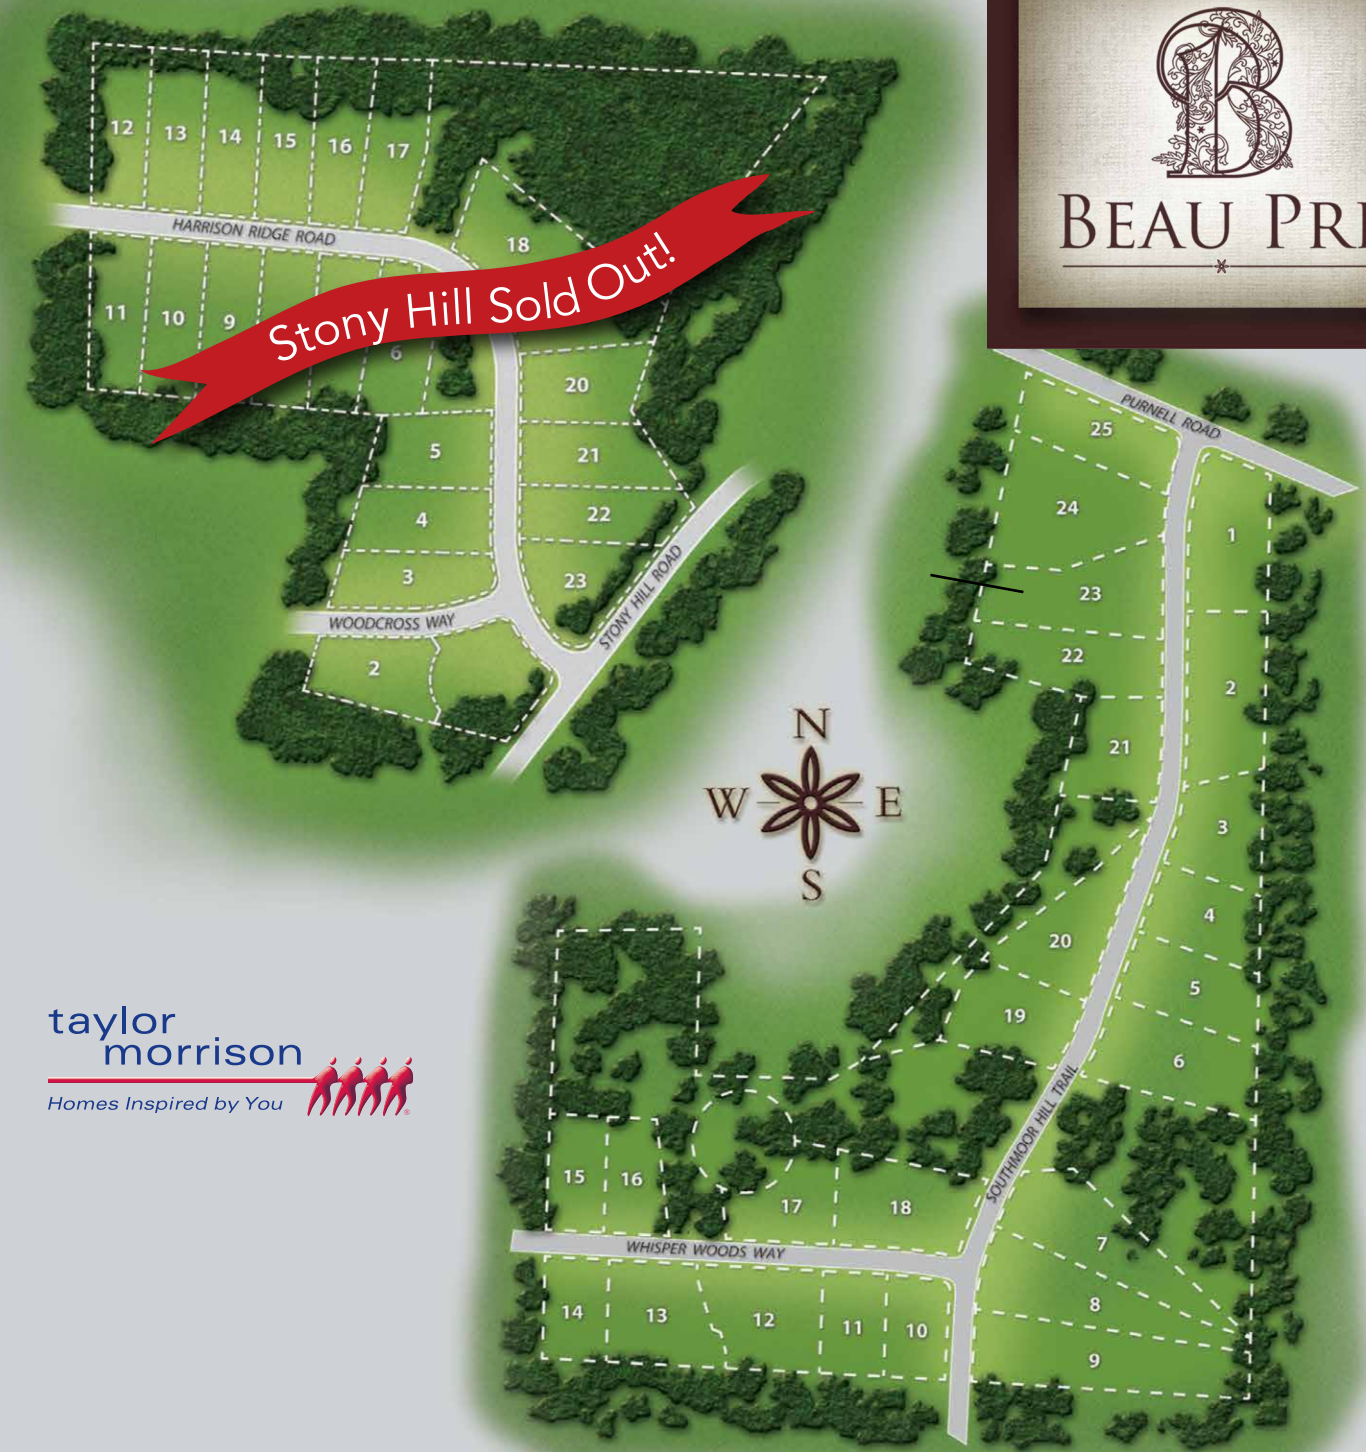 BEAU PRE
12
13
14
15
16
17
HARRISON RIDGE ROAD
18
Stony Hill Sold Out!
11
10
9
6
20
5
21
4
22
3
23
WOODCROSS WAY
STONY HILL ROAD
2
PURNELL ROAD
25
24
1
23
22
2
21
3
4
20
5
19
6
SOUTHMOOR HILL TRAIL
N
W
E
S
taylor
morrison
Homes Inspired by You
15
16
17
18
WHISPER WOODS WAY
7
14
13
12
11
10
8
9